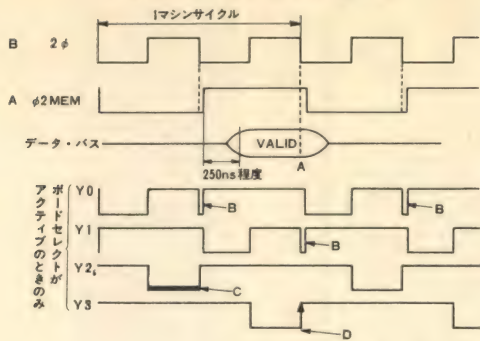 1マシンサイクル
B 2φ
A φ2MEM
データ・バス
VALID
250ns 程度
A
ボードセレクトが
アクティブのときのみ
Y0
B
B
Y1
B
Y2
C
Y3
D